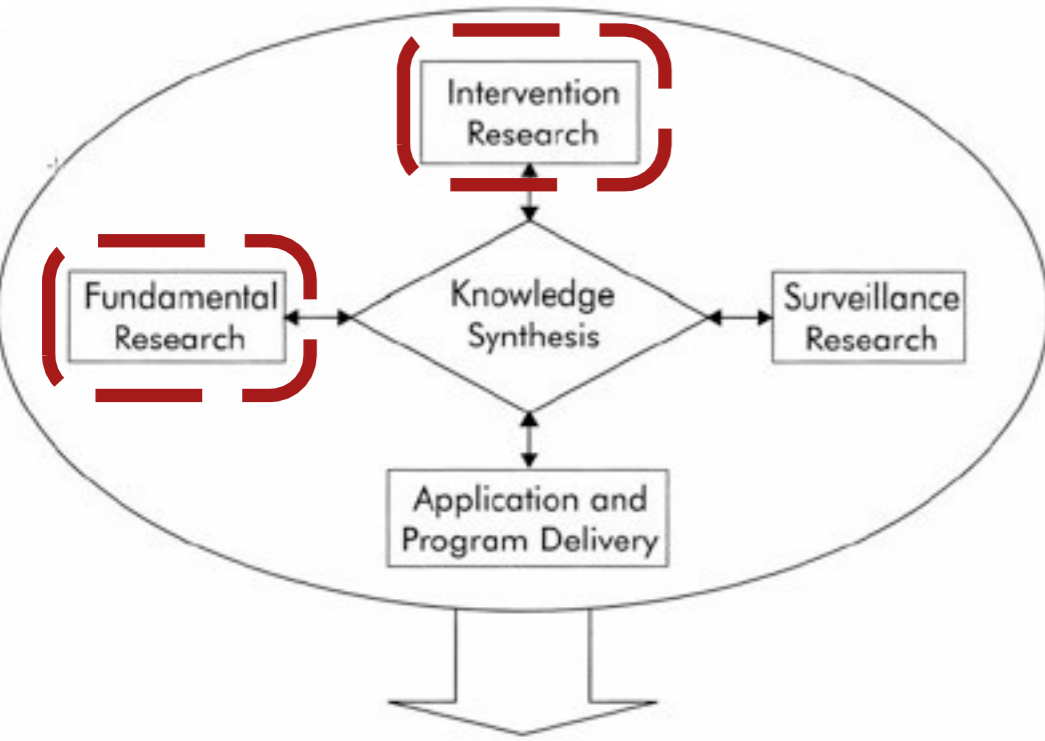 Intervention
Research
Fundamental
Research
Knowledge
Synthesis
Surveillance
Research
Application and
Program Delivery